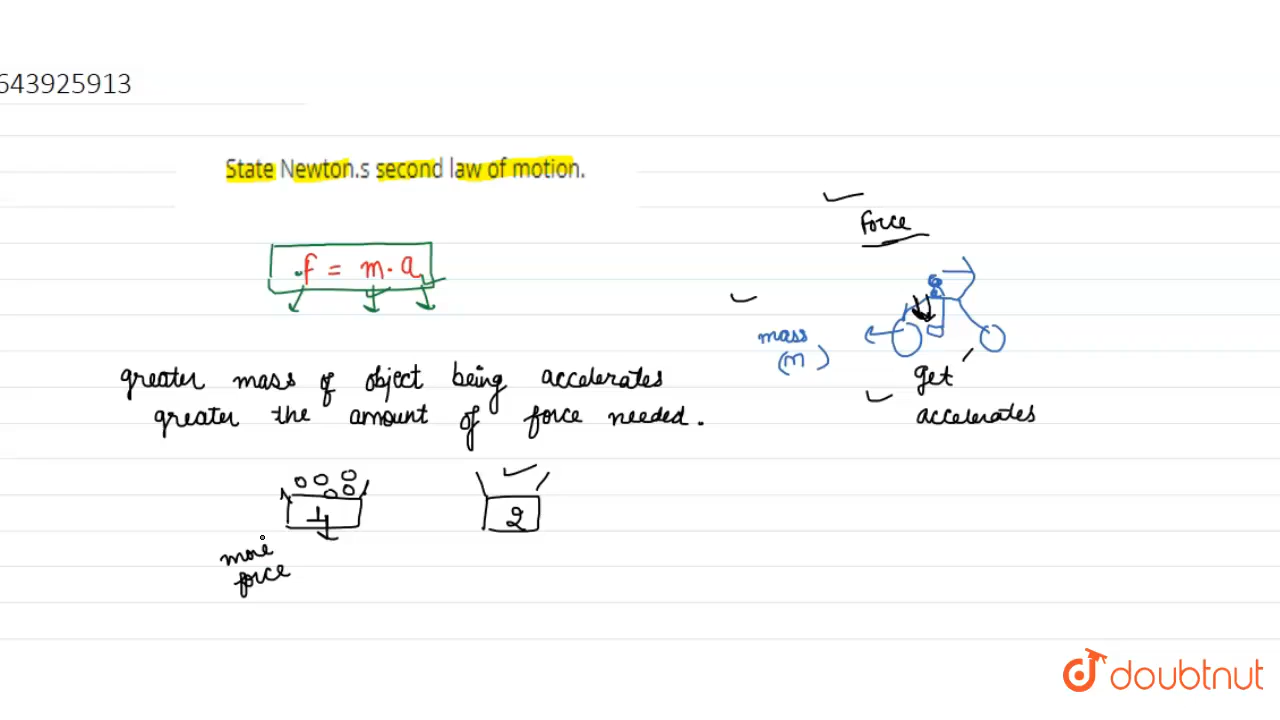 643925913
State Newton.s second law of motion.
f = m. a
Force
mass
(m)
get
accelerates
greater mass of object being accelerates
greater the amount of force needed.
1
2
more
force
doubtnut